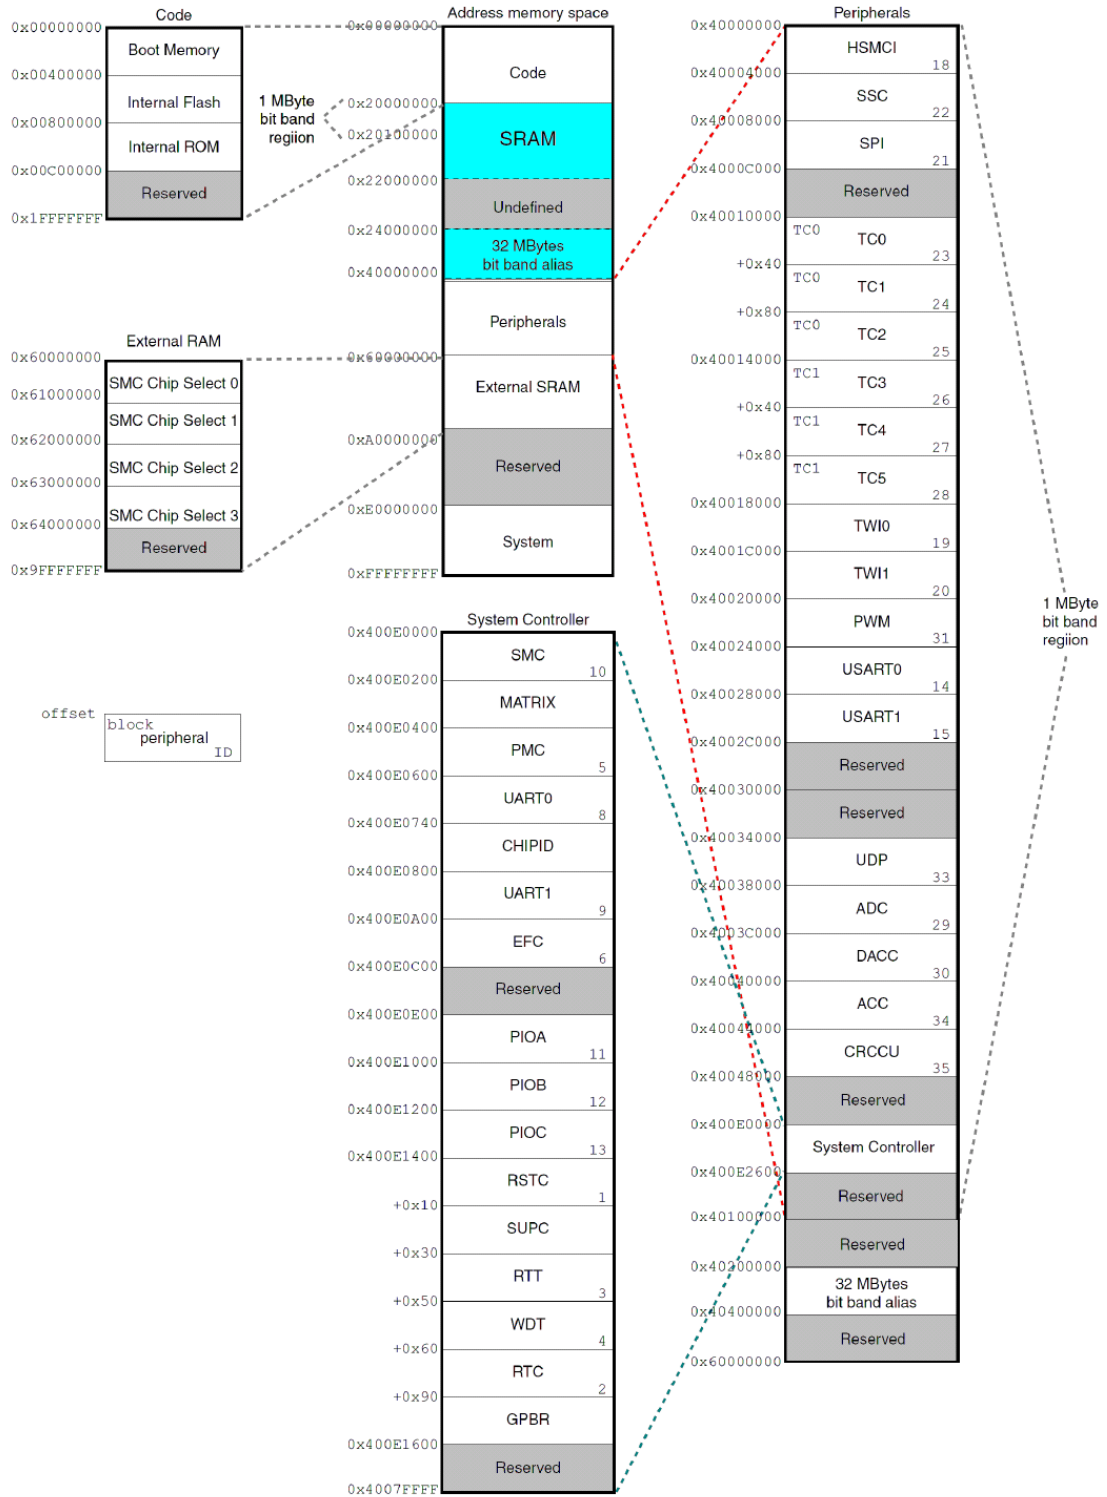 Code
0x00000000
Boot Memory
0x00400000
Internal Flash
0x00800000
Internal ROM
0x00C00000
Reserved
0x1FFFFFFF
1 MByte
bit band
regiion
Address memory space
0x00000000
Code
0x20000000
0x20100000
SRAM
0x22000000
Undefined
0x24000000
32 MBytes
bit band alias
0x40000000
Peripherals
0x60000000
External SRAM
0xA0000000
Reserved
0xE0000000
System
0xFFFFFFFF
External RAM
0x60000000
SMC Chip Select 0
0x61000000
SMC Chip Select 1
0x62000000
SMC Chip Select 2
0x63000000
SMC Chip Select 3
0x64000000
Reserved
0x9FFFFFFF
offset
block
peripheral
ID
System Controller
0x400E0000
SMC
10
0x400E0200
MATRIX
0x400E0400
PMC
5
0x400E0600
UART0
8
0x400E0740
CHIPID
0x400E0800
UART1
9
0x400E0A00
EFC
6
0x400E0C00
Reserved
0x400E0E00
PIOA
11
0x400E1000
PIOB
12
0x400E1200
PIOC
13
0x400E1400
RSTC
1
+0x10
SUPC
+0x30
RTT
3
+0x50
WDT
4
+0x60
RTC
2
+0x90
GPBR
0x400E1600
Reserved
0x4007FFFF
Peripherals
0x40000000
HSMCI
18
0x40004000
SSC
22
0x40008000
SPI
21
0x4000C000
Reserved
0x40010000
TC0
TC0
23
+0x40
TC0
TC1
24
+0x80
TC0
TC2
25
0x40014000
TC1
TC3
26
+0x40
TC1
TC4
27
+0x80
TC1
TC5
28
0x40018000
TWI0
19
0x4001C000
TWI1
20
0x40020000
PWM
31
0x40024000
USART0
14
0x40028000
USART1
15
0x4002C000
Reserved
0x40030000
Reserved
0x40034000
UDP
33
0x40038000
ADC
29
0x4003C000
DACC
30
0x40040000
ACC
34
0x40044000
CRCCU
35
0x40048000
Reserved
0x400E0000
System Controller
0x400E2600
Reserved
0x40100000
Reserved
0x40200000
32 MBytes
bit band alias
0x40400000
Reserved
0x60000000
1 MByte
bit band
regiion